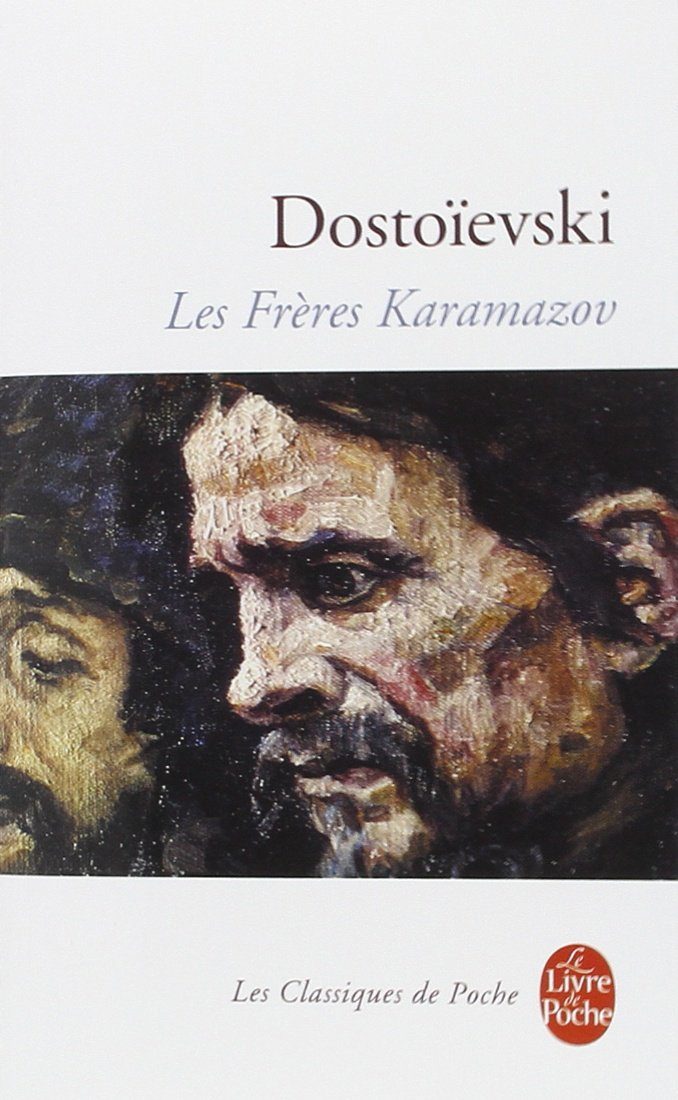 Dostoïevski
Les Frères Karamazov
Les Classiques de Poche
Le
Livre
de
Poche